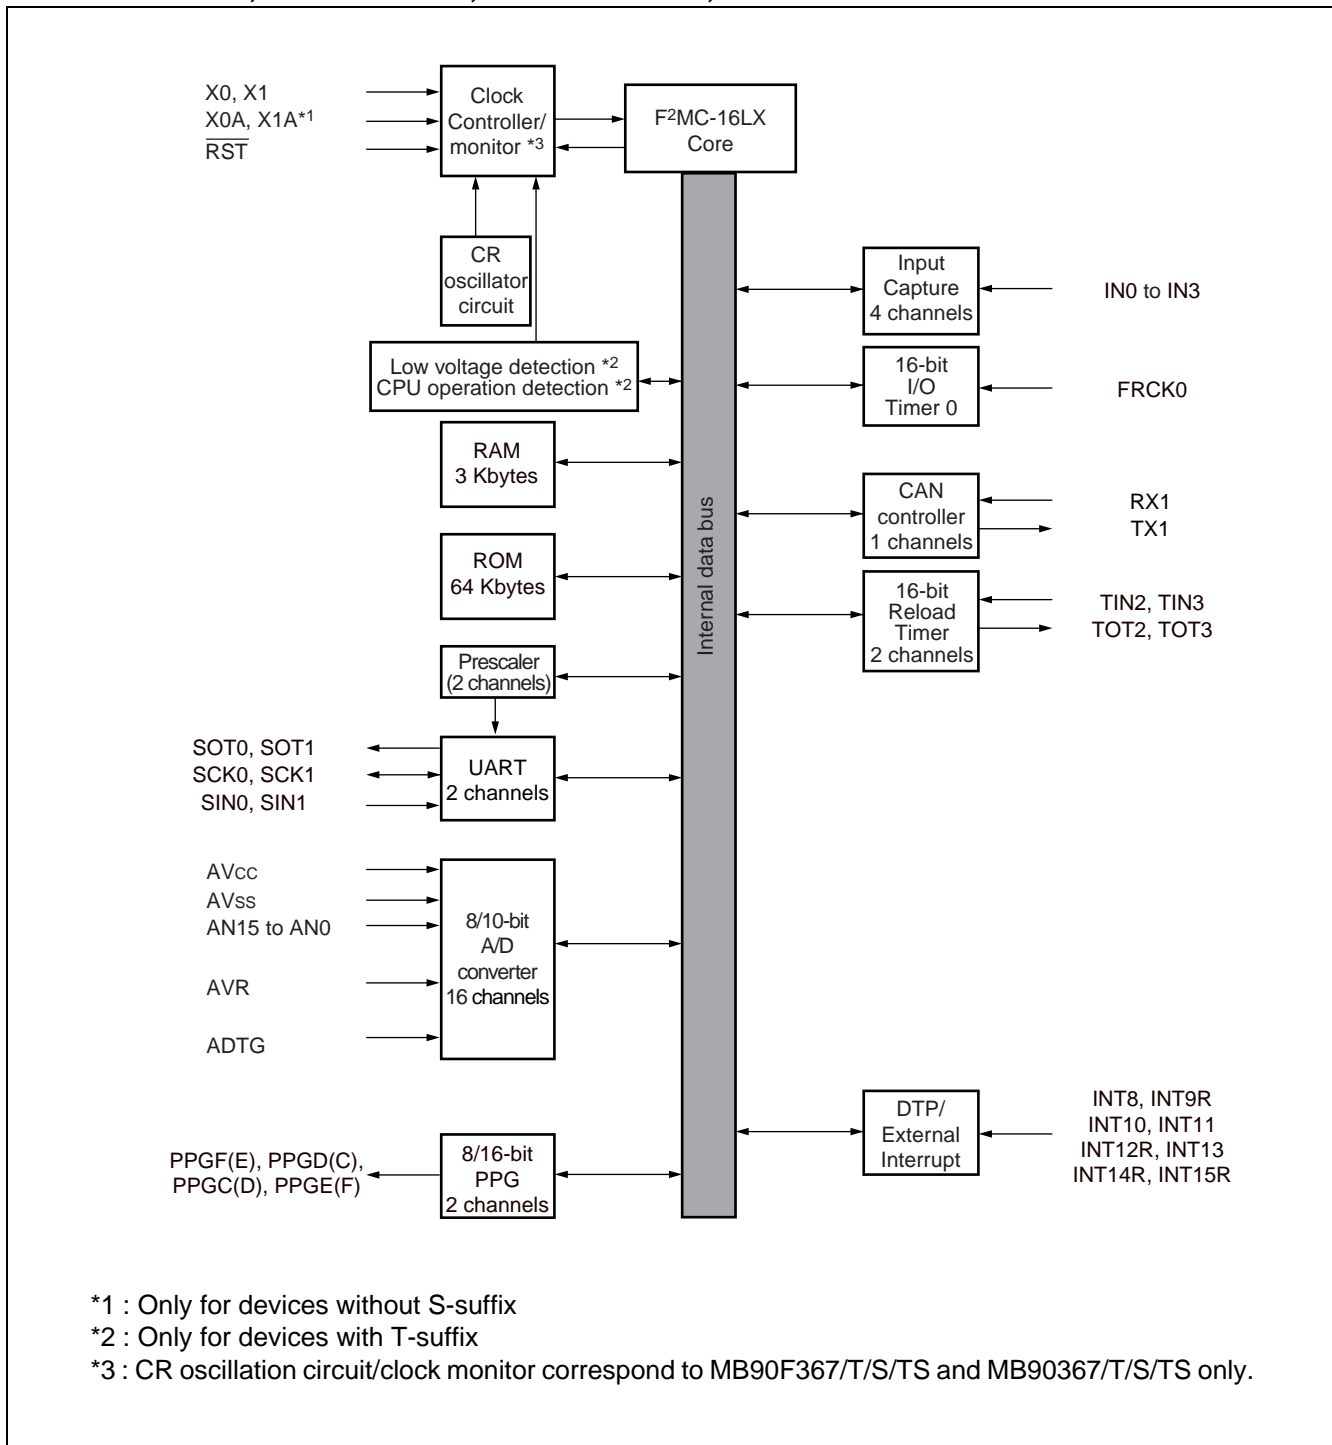 X0, X1
X0A, X1A*1
RST
Clock
Controller/
monitor *3
F2MC-16LX
Core
CR
oscillator
circuit
Low voltage detection *2
CPU operation detection *2
RAM
3 Kbytes
ROM
64 Kbytes
Prescaler
(2 channels)
SOT0, SOT1
SCK0, SCK1
SIN0, SIN1
UART
2 channels
AVCC
AVSS
AN15 to AN0
AVR
ADTG
8/10-bit
A/D
converter
16 channels
PPGF(E), PPGD(C),
PPGC(D), PPGE(F)
8/16-bit
PPG
2 channels
Internal data bus
Input
Capture
4 channels
IN0 to IN3
16-bit
I/O
Timer 0
FRCK0
CAN
controller
1 channels
RX1
TX1
16-bit
Reload
Timer
2 channels
TIN2, TIN3
TOT2, TOT3
DTP/
External
Interrupt
INT8, INT9R
INT10, INT11
INT12R, INT13
INT14R, INT15R
*1 : Only for devices without S-suffix
*2 : Only for devices with T-suffix
*3 : CR oscillation circuit/clock monitor correspond to MB90F367/T/S/TS and MB90367/T/S/TS only.